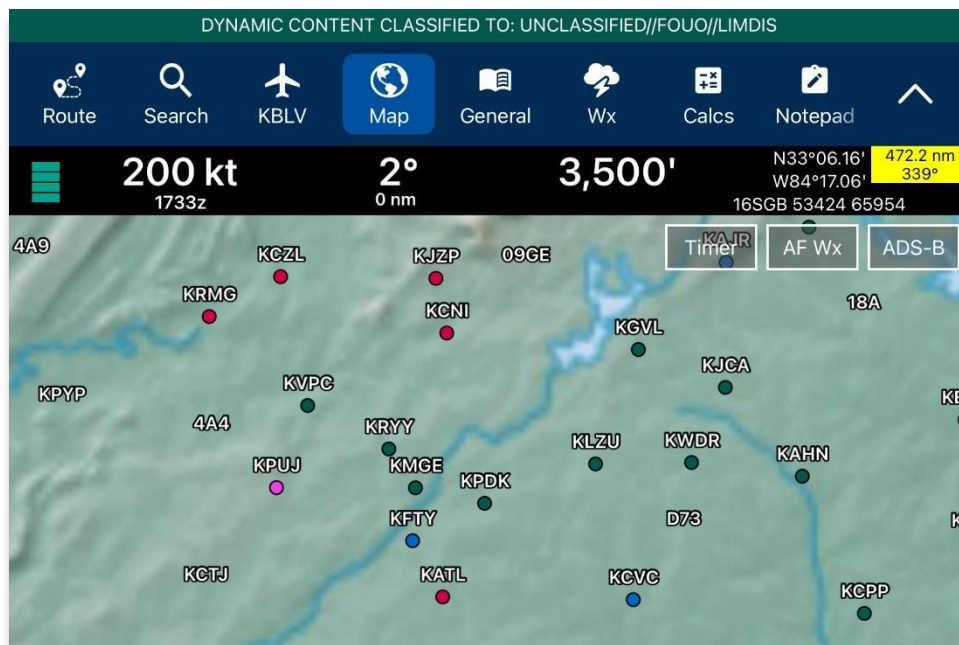 DYNAMIC CONTENT CLASSIFIED TO: UNCLASSIFIED//FOUO//LIMDIS
Route Search KBLV Map General Wx Calcs Notepad
200 kt 2° 3,500' N33°06.16' 472.2 nm
W84°17.06' 339°
1733z 0 nm 16SGB 53424 65954
Timer AF Wx ADS-B
KAJR
4A9 KCZL KJZP 09GE
KRMG KCNI 18A
KGVL
KJCA
KPYP KVPC
4A4 KRYY KLZU KWDR
KPUJ KMGE KAHN
KPDK
KFTY D73
KCTJ KATL KCVC
KCPP